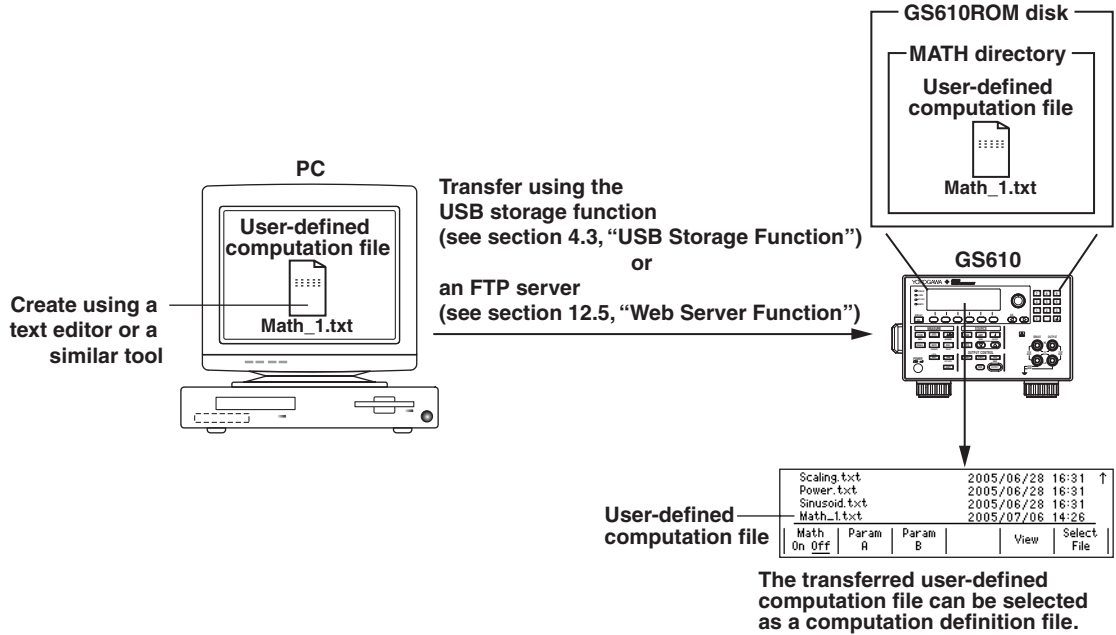 GS610ROM disk
MATH directory
User-defined
computation file
Math_1.txt
PC
User-defined
computation file
Math_1.txt
Create using a
text editor or a
similar tool
Transfer using the
USB storage function
(see section 4.3, “USB Storage Function”)
or
an FTP server
(see section 12.5, “Web Server Function”)
GS610
YOKOGAWA
OUTPUT CONTROL
Scaling.txt 2005/06/28 16:31 ↑
Power.txt 2005/06/28 16:31
Sinusoid.txt 2005/06/28 16:31
Math_1.txt 2005/07/06 14:26
Math On Off
Param A
Param B
View
Select File
User-defined
computation file
The transferred user-defined
computation file can be selected
as a computation definition file.